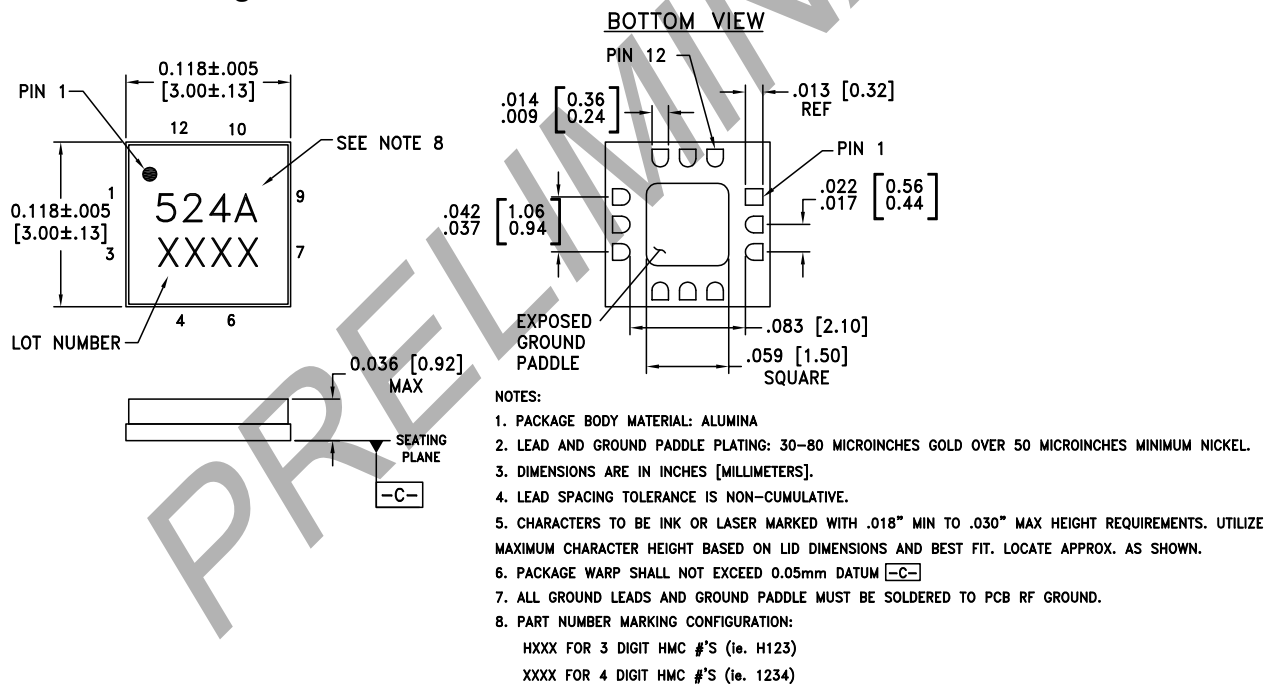 BOTTOM VIEW
PIN 12
0.118±.005
[3.00±.13]
PIN 1
12 10
SEE NOTE 8
1
9
524A
0.118±.005
[3.00±.13]
XXXX
3
7
4 6
LOT NUMBER
.014 [0.36
.009 0.24]
.013 [0.32]
REF
PIN 1
.022 [0.56
.017 0.44]
.042 [1.06
.037 0.94]
EXPOSED
GROUND
PADDLE
.083 [2.10]
.059 [1.50]
SQUARE
0.036 [0.92]
MAX
SEATING
PLANE
-C-
NOTES:
1. PACKAGE BODY MATERIAL: ALUMINA
2. LEAD AND GROUND PADDLE PLATING: 30-80 MICROINCHES GOLD OVER 50 MICROINCHES MINIMUM NICKEL.
3. DIMENSIONS ARE IN INCHES [MILLIMETERS].
4. LEAD SPACING TOLERANCE IS NON-CUMULATIVE.
5. CHARACTERS TO BE INK OR LASER MARKED WITH .018" MIN TO .030" MAX HEIGHT REQUIREMENTS. UTILIZE
MAXIMUM CHARACTER HEIGHT BASED ON LID DIMENSIONS AND BEST FIT. LOCATE APPROX. AS SHOWN.
6. PACKAGE WARP SHALL NOT EXCEED 0.05mm DATUM -C-
7. ALL GROUND LEADS AND GROUND PADDLE MUST BE SOLDERED TO PCB RF GROUND.
8. PART NUMBER MARKING CONFIGURATION:
HXXX FOR 3 DIGIT HMC #'S (ie. H123)
XXXX FOR 4 DIGIT HMC #'S (ie. 1234)